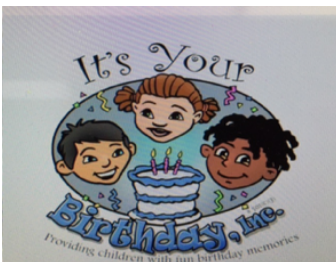 It's Your
Birthday, Inc.
Providing children with fun birthday memories